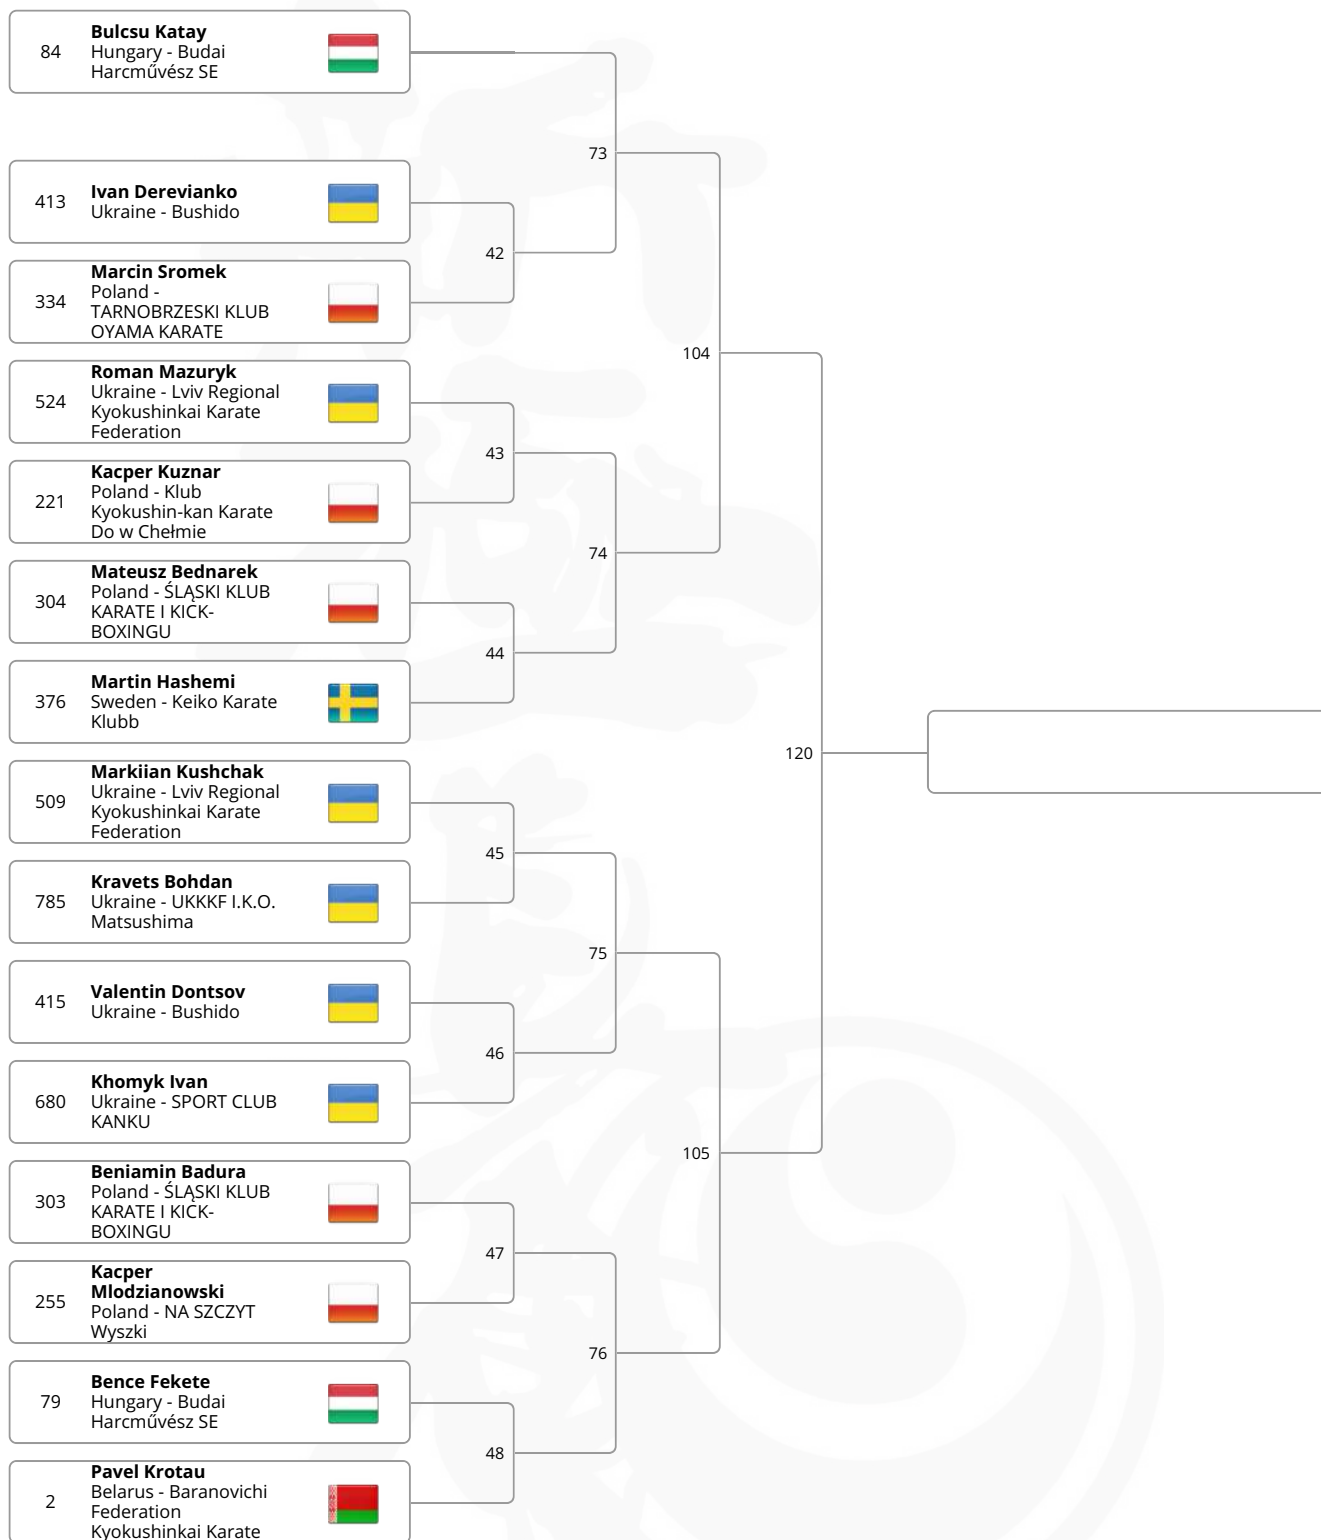 84
Bulcsu Katay
Hungary - Budai
Harcművész SE
413
Ivan Derevianko
Ukraine - Bushido
334
Marcin Sromek
Poland -
TARNOBRZESKI KLUB
OYAMA KARATE
524
Roman Mazuryk
Ukraine - Lviv Regional
Kyokushinkai Karate
Federation
221
Kacper Kuznar
Poland - Klub
Kyokushin-kan Karate
Do w Chełmie
304
Mateusz Bednarek
Poland - ŚLĄSKI KLUB
KARATE I KICK-
BOXINGU
376
Martin Hashemi
Sweden - Keiko Karate
Klubb
509
Markiian Kushchak
Ukraine - Lviv Regional
Kyokushinkai Karate
Federation
785
Kravets Bohdan
Ukraine - UKKKF I.K.O.
Matsushima
415
Valentin Dontsov
Ukraine - Bushido
680
Khomyk Ivan
Ukraine - SPORT CLUB
KANKU
303
Beniamin Badura
Poland - ŚLĄSKI KLUB
KARATE I KICK-
BOXINGU
255
Kacper
Mlodzianowski
Poland - NA SZCZYT
Wyszki
79
Bence Fekete
Hungary - Budai
Harcművész SE
2
Pavel Krotau
Belarus - Baranovichi
Federation
Kyokushinkai Karate
42
43
44
45
46
47
48
73
74
75
76
104
105
120